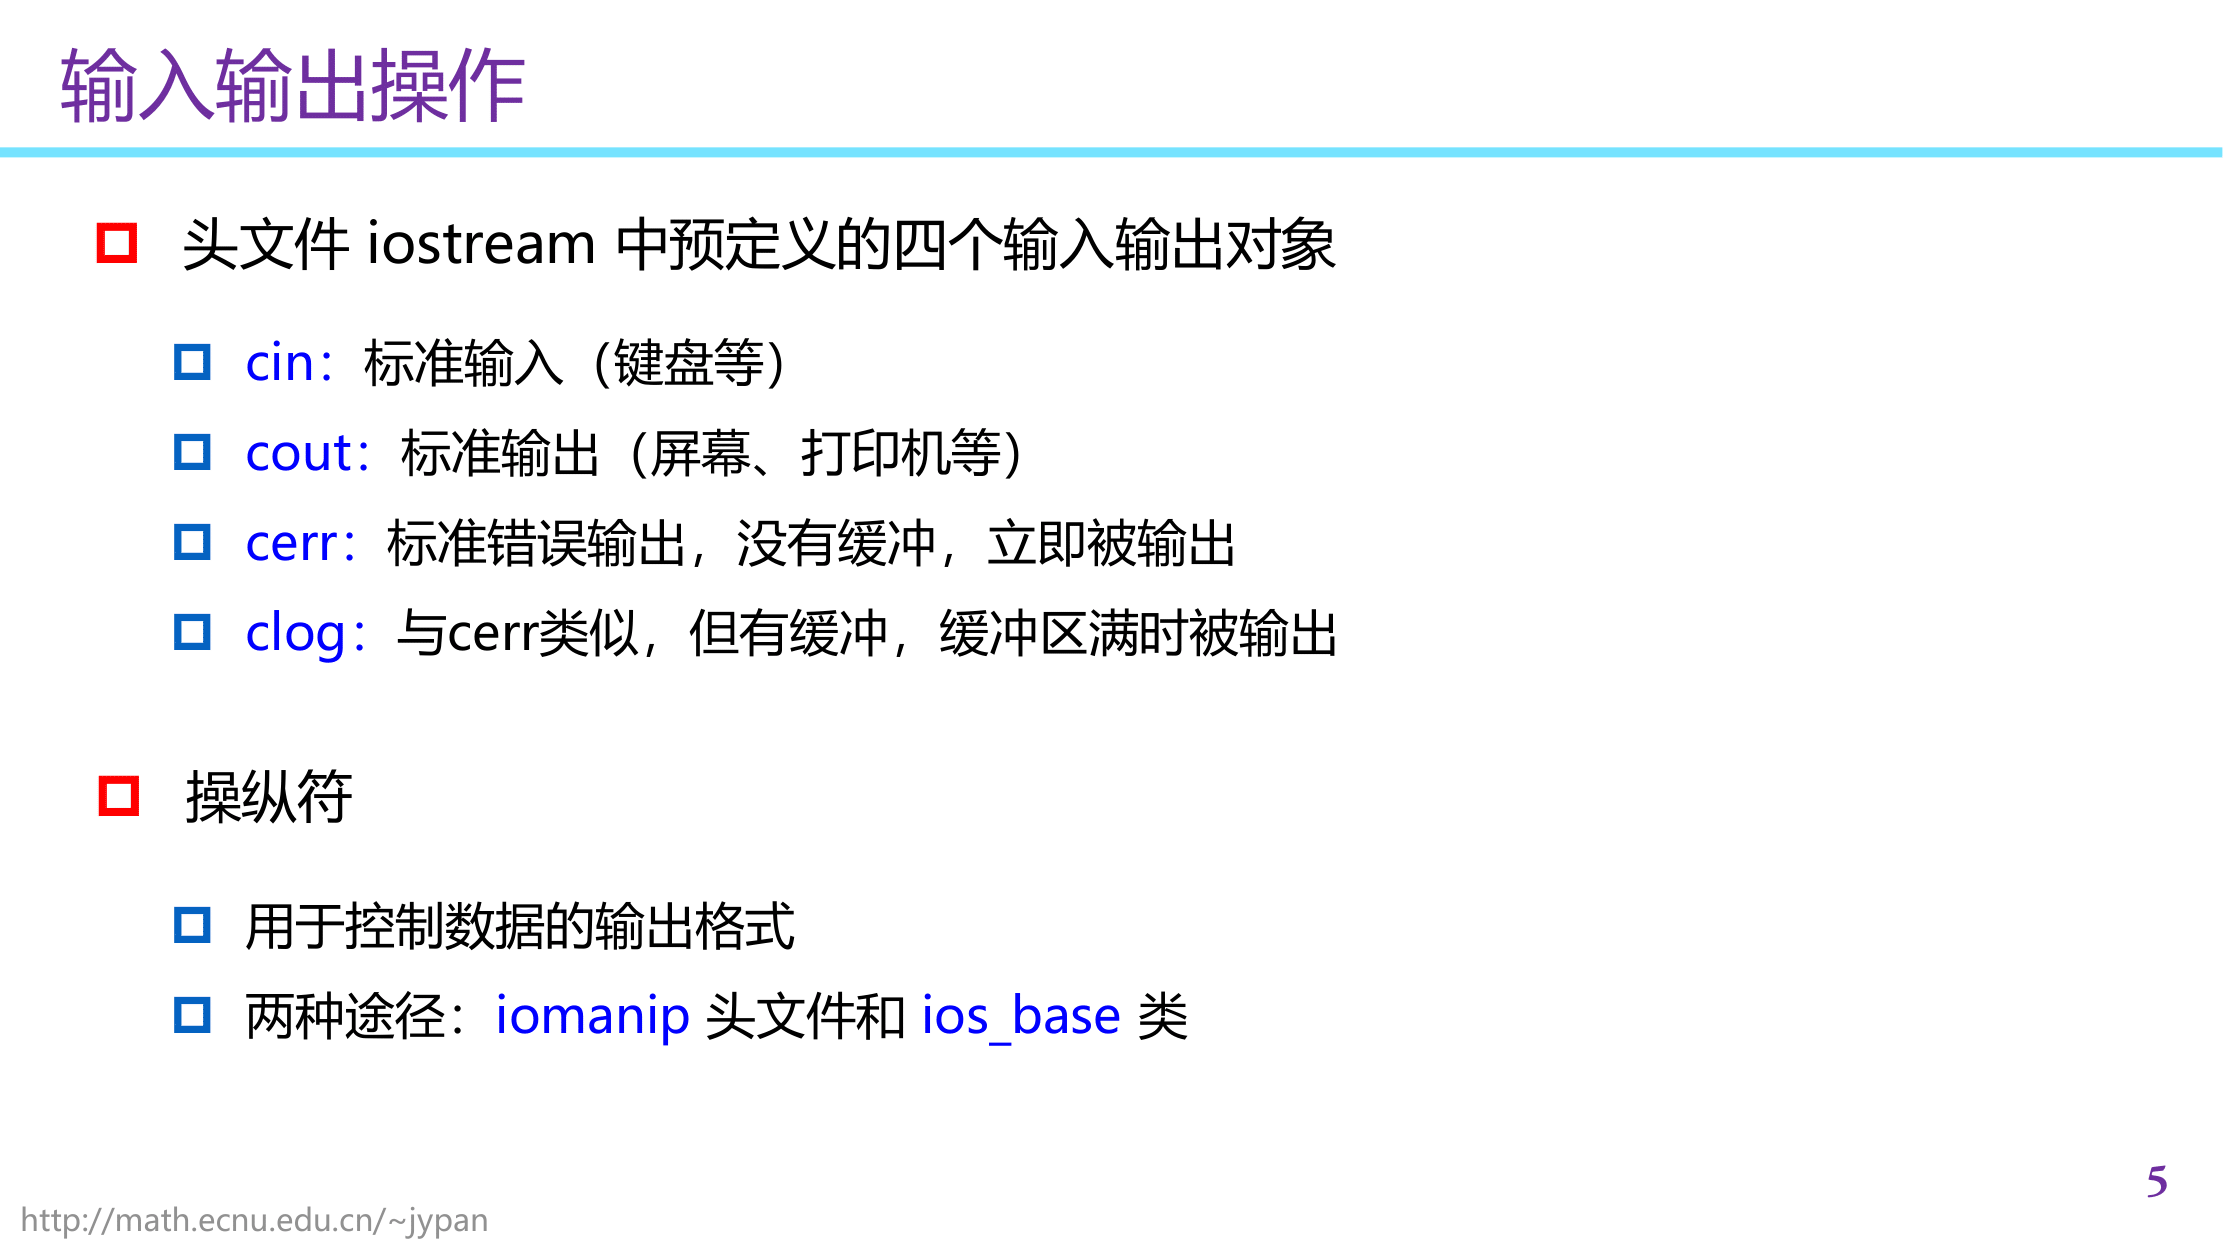 输入输出操作
头文件 iostream 中预定义的四个输入输出对象
cin：标准输入（键盘等）
cout：标准输出（屏幕、打印机等）
cerr：标准错误输出，没有缓冲，立即被输出
clog：与cerr类似，但有缓冲，缓冲区满时被输出
操纵符
用于控制数据的输出格式
两种途径：iomanip 头文件和 ios_base 类
5
http://math.ecnu.edu.cn/~jypan